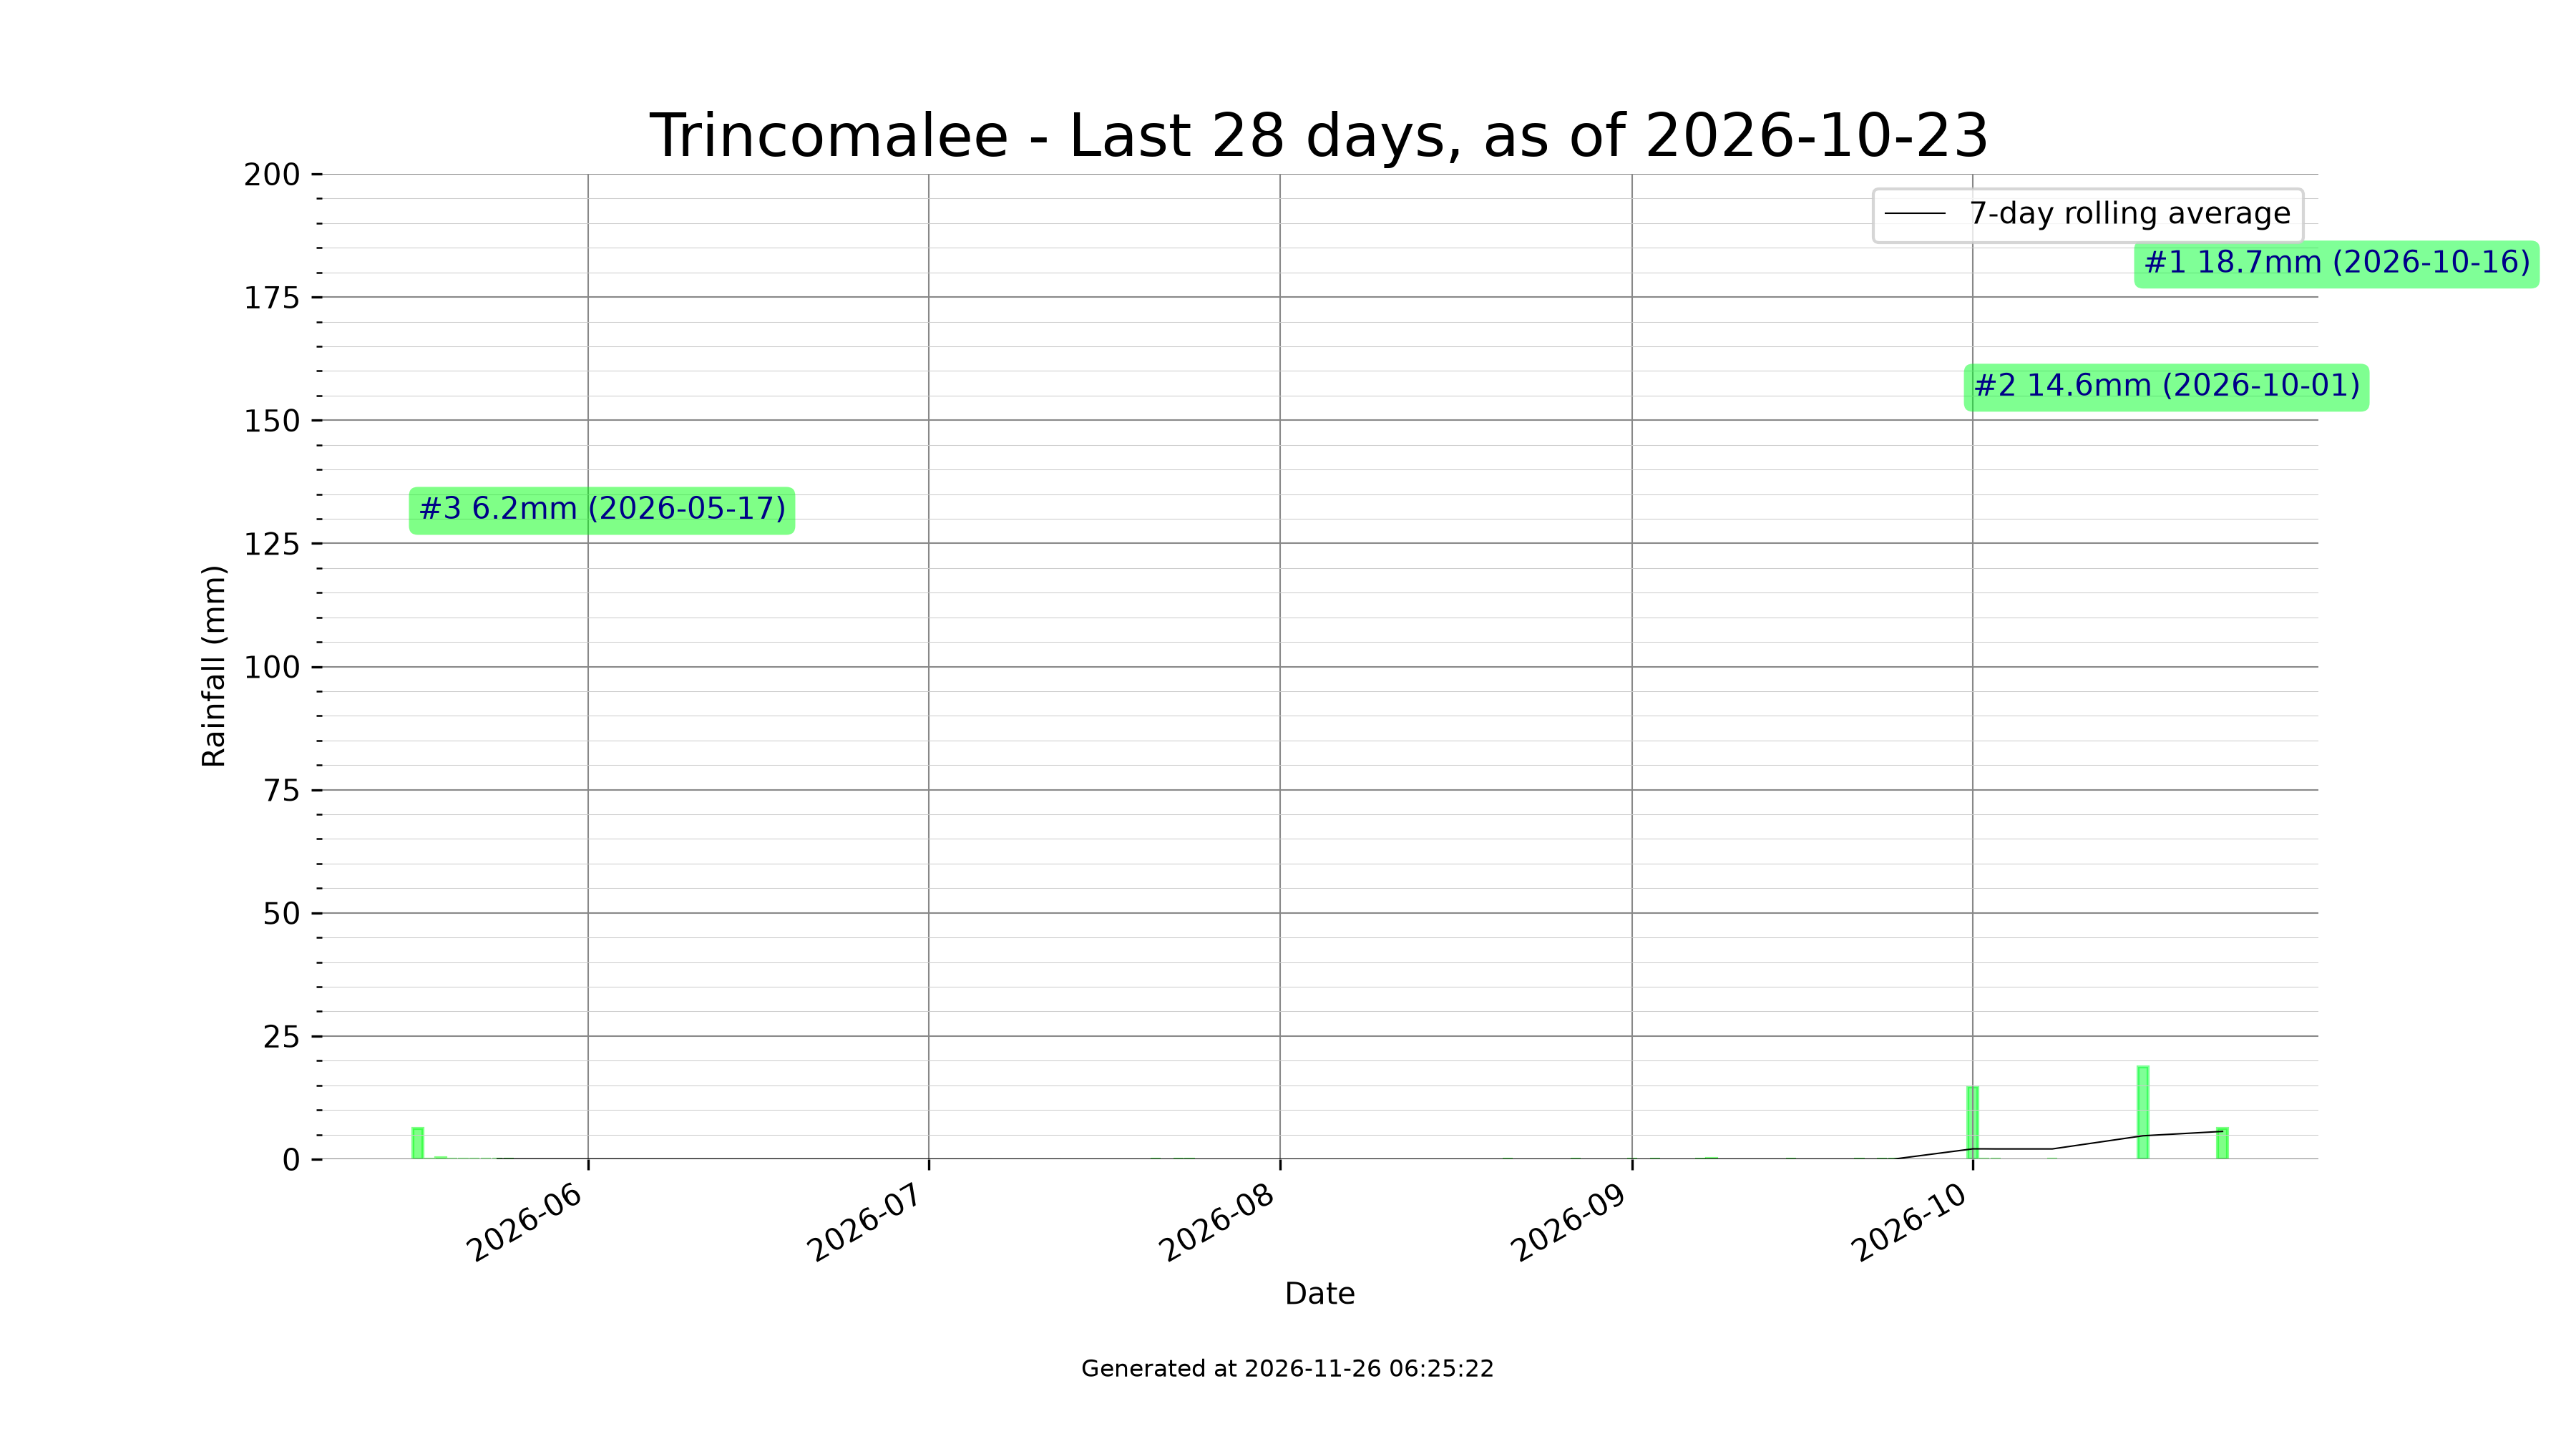 Trincomalee - Last 28 days, as of 2026-10-23
200
175
150
125
100
75
50
25
0
Rainfall (mm)
7-day rolling average
#1 18.7mm (2026-10-16)
#2 14.6mm (2026-10-01)
#3 6.2mm (2026-05-17)
2026-06
2026-07
2026-08
2026-09
2026-10
Date
Generated at 2026-11-26 06:25:22